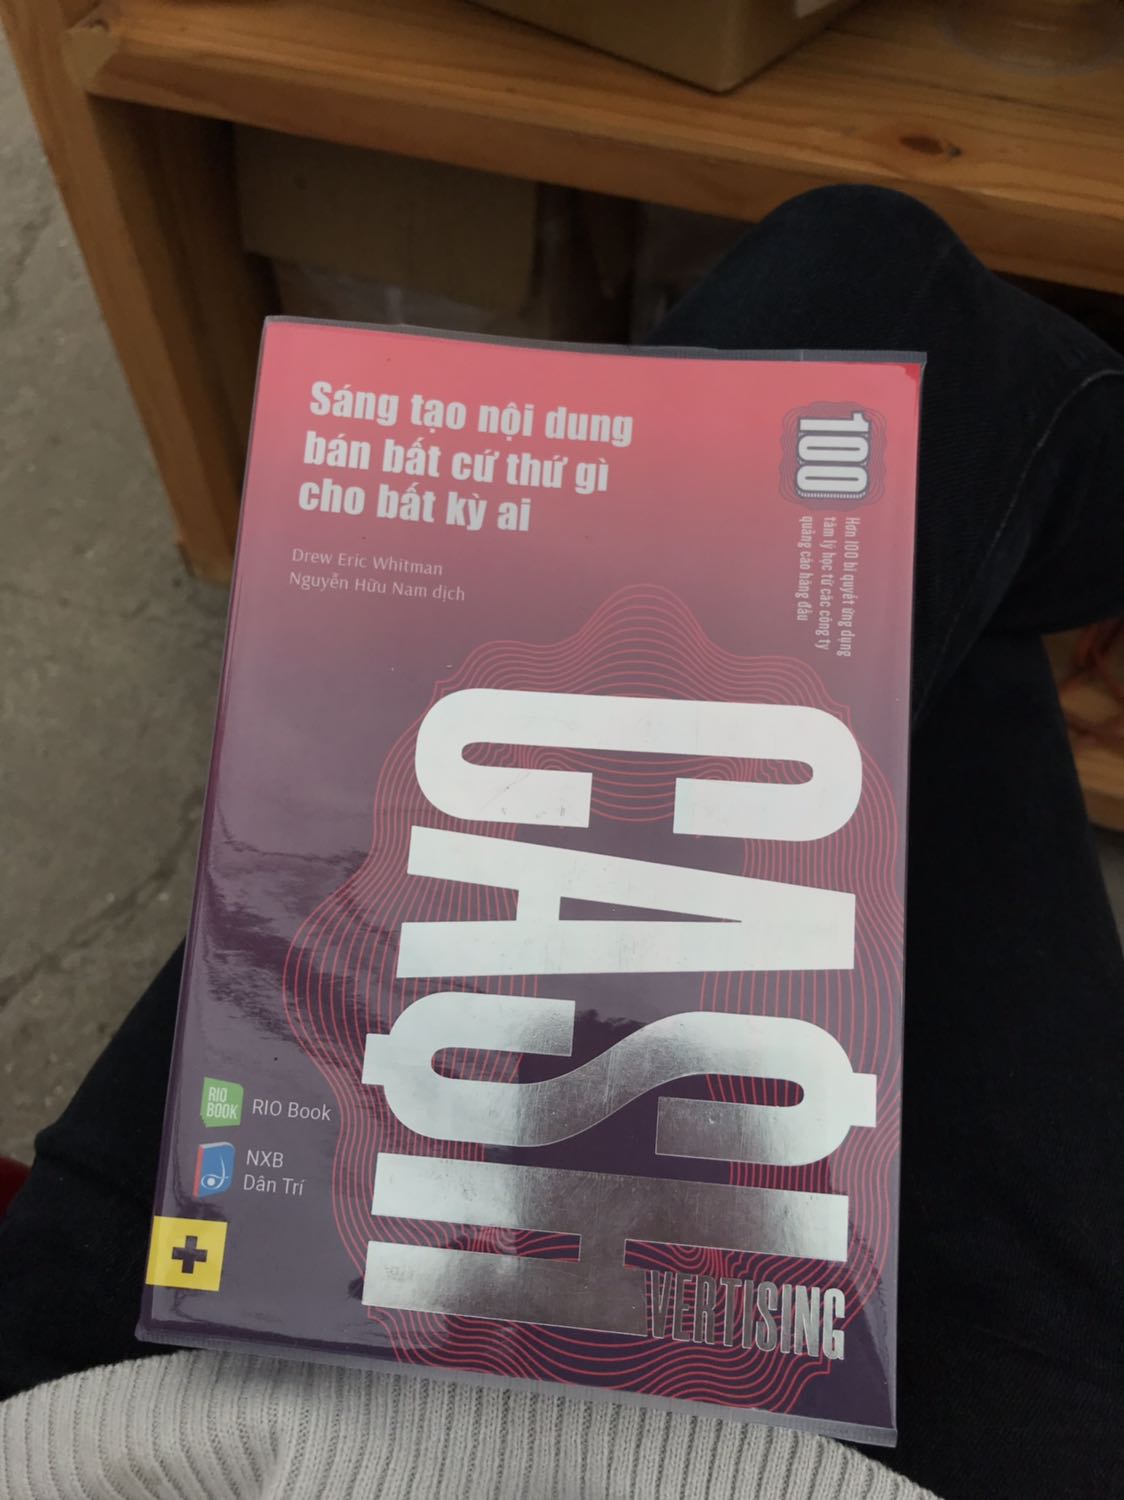 Sáng tạo nội dung
bán bất cứ thứ gì
cho bất kỳ ai
Drew Eric Whitman
Nguyễn Hữu Nam dịch
100
Hơn 100 bí quyết ứng dụng
tâm lý học từ các công ty
quảng cáo hàng đầu
CA$H
VERTISING
RIO
BOOK
RIO Book
NXB
Dân Trí